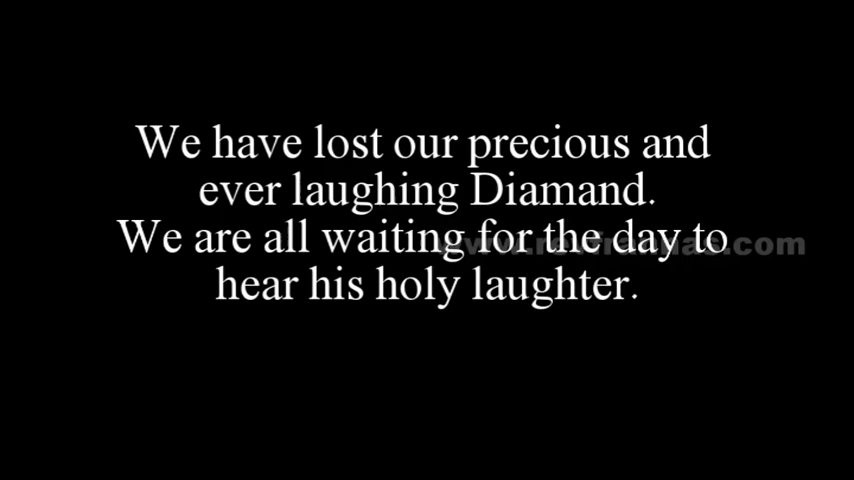 We have lost our precious and
ever laughing Diamand.
We are all waiting for the day to
hear his holy laughter.